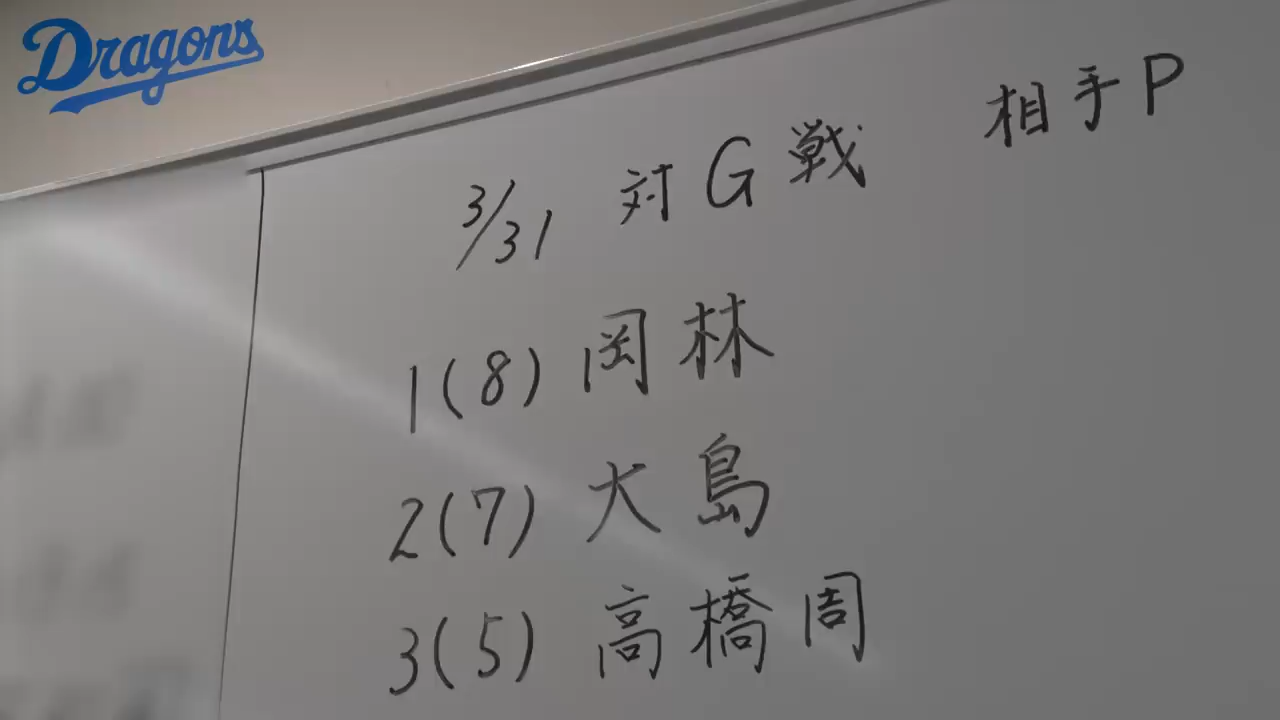 Dragons
3/31 対G戦 相手P
1(8) 岡林
2(7) 大島
3(5) 高橋周